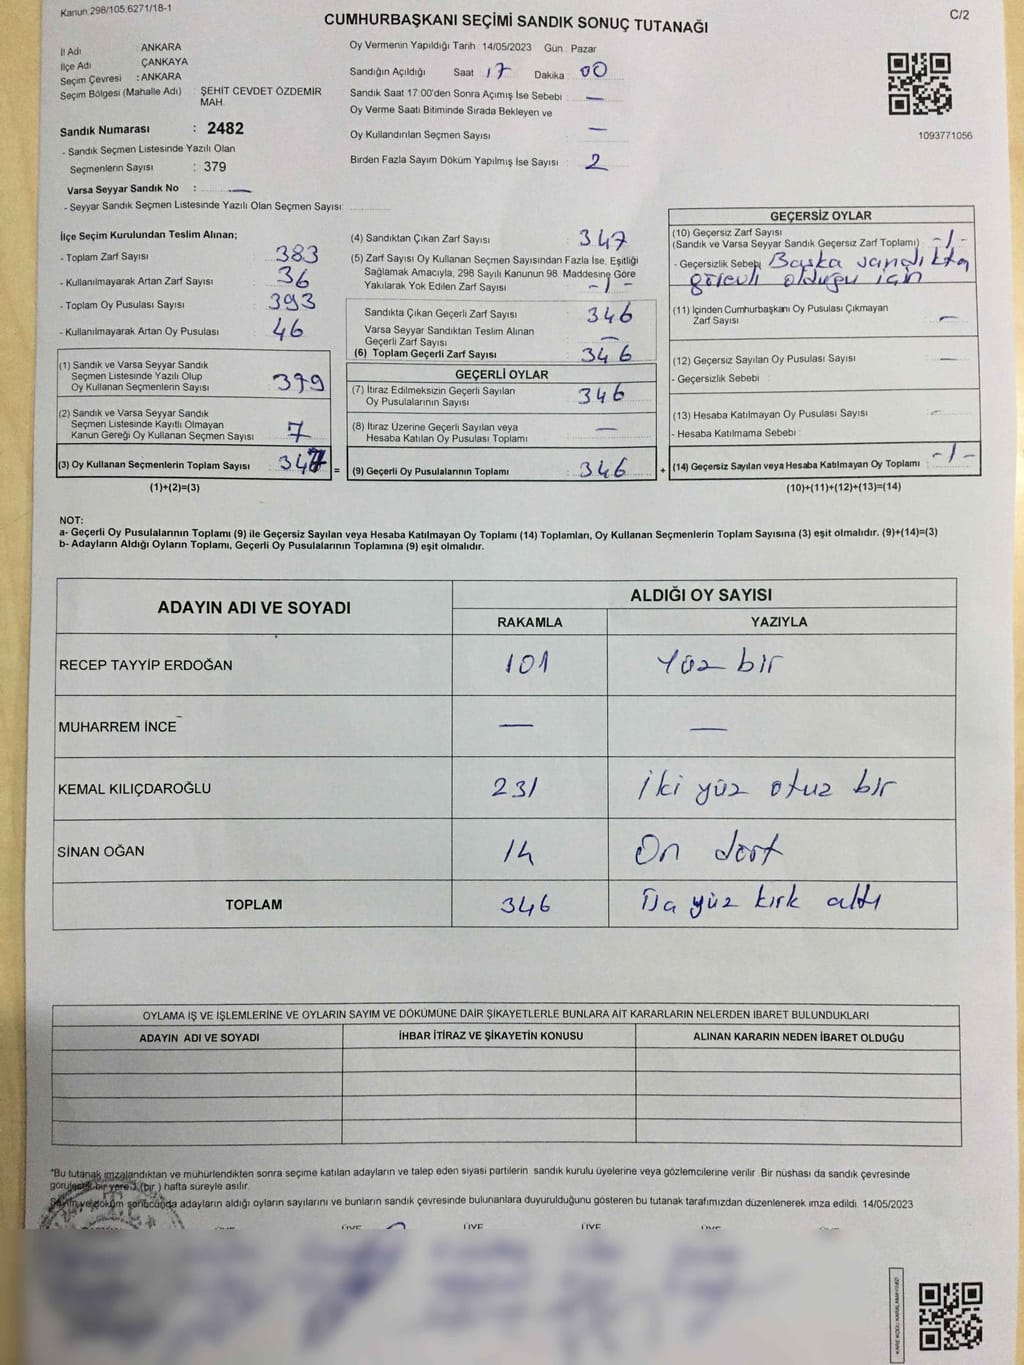 Kanun:298/105,6271/18-1
C/2
CUMHURBAŞKANI SEÇİMİ SANDIK SONUÇ TUTANAĞI
İl Adı ANKARA
İlçe Adı ÇANKAYA
Seçim Çevresi : ANKARA
Seçim Bölgesi (Mahalle Adı) : ŞEHİT CEVDET ÖZDEMİR
MAH.
Sandık Numarası : 2482
- Sandık Seçmen Listesinde Yazılı Olan
Seçmenlerin Sayısı : 379
Varsa Seyyar Sandık No : —
- Seyyar Sandık Seçmen Listesinde Yazılı Olan Seçmen Sayısı:
Oy Vermenin Yapıldığı Tarih : 14/05/2023 Gün : Pazar
Sandığın Açıldığı Saat 17 Dakika : 00
Sandık Saat 17:00'den Sonra Açımış İse Sebebi : —
Oy Verme Saati Bitiminde Sırada Bekleyen ve
Oy Kullandırılan Seçmen Sayısı —
Birden Fazla Sayım Döküm Yapılmış İse Sayısı : 2
1093771056
İlçe Seçim Kurulundan Teslim Alınan;
- Toplam Zarf Sayısı : 383
- Kullanılmayarak Artan Zarf Sayısı : 36
- Toplam Oy Pusulası Sayısı : 393
- Kullanılmayarak Artan Oy Pusulası : 46
(1) Sandık ve Varsa Seyyar Sandık
Seçmen Listesinde Yazılı Olup
Oy Kullanan Seçmenlerin Sayısı : 379
(2) Sandık ve Varsa Seyyar Sandık
Seçmen Listesinde Kayıtlı Olmayan
Kanun Gereği Oy Kullanan Seçmen Sayısı : 7
(3) Oy Kullanan Seçmenlerin Toplam Sayısı : 347
(1)+(2)=(3)
=
(4) Sandıktan Çıkan Zarf Sayısı : 347
(5) Zarf Sayısı Oy Kullanan Seçmen Sayısından Fazla İse, Eşitliği
Sağlamak Amacıyla, 298 Sayılı Kanunun 98. Maddesine Göre
Yakılarak Yok Edilen Zarf Sayısı : -1-
Sandıkta Çıkan Geçerli Zarf Sayısı : 346
Varsa Seyyar Sandıktan Teslim Alınan
Geçerli Zarf Sayısı : —
(6) Toplam Geçerli Zarf Sayısı : 346
GEÇERLİ OYLAR
(7) İtiraz Edilmeksizin Geçerli Sayılan
Oy Pusulalarının Sayısı : 346
(8) İtiraz Üzerine Geçerli Sayılan veya
Hesaba Katılan Oy Pusulası Toplamı : —
(9) Geçerli Oy Pusulalarının Toplamı : 346
+
GEÇERSİZ OYLAR
(10) Geçersiz Zarf Sayısı
(Sandık ve Varsa Seyyar Sandık Geçersiz Zarf Toplamı) : -1-
- Geçersizlik Sebebi : Başka sandıkta
görevli olduğu için
(11) İçinden Cumhurbaşkanı Oy Pusulası Çıkmayan
Zarf Sayısı : —
(12) Geçersiz Sayılan Oy Pusulası Sayısı : —
- Geçersizlik Sebebi :
(13) Hesaba Katılmayan Oy Pusulası Sayısı : —
- Hesaba Katılmama Sebebi :
(14) Geçersiz Sayılan veya Hesaba Katılmayan Oy Toplamı : -1-
(10)+(11)+(12)+(13)=(14)
NOT:
a- Geçerli Oy Pusulalarının Toplamı (9) ile Geçersiz Sayılan veya Hesaba Katılmayan Oy Toplamı (14) Toplamları, Oy Kullanan Seçmenlerin Toplam Sayısına (3) eşit olmalıdır. (9)+(14)=(3)
b- Adayların Aldığı Oyların Toplamı, Geçerli Oy Pusulalarının Toplamına (9) eşit olmalıdır.
ADAYIN ADI VE SOYADI ALDIĞI OY SAYISI
RAKAMLA YAZIYLA
RECEP TAYYİP ERDOĞAN 101 Yüz bir
MUHARREM İNCE — —
KEMAL KILIÇDAROĞLU 231 İki yüz otuz bir
SİNAN OĞAN 14 On dört
TOPLAM 346 yüz kırk altı
OYLAMA İŞ VE İŞLEMLERİNE VE OYLARIN SAYIM VE DÖKÜMÜNE DAİR ŞİKAYETLERLE BUNLARA AİT KARARLARIN NELERDEN İBARET BULUNDUKLARI
ADAYIN ADI VE SOYADI İHBAR İTİRAZ VE ŞİKAYETİN KONUSU ALINAN KARARIN NEDEN İBARET OLDUĞU
*Bu tutanak imzalandıktan ve mühürlendikten sonra seçime katılan adayların ve talep eden siyasi partilerin sandık kurulu üyelerine veya gözlemcilerine verilir. Bir nüshası da sandık çevresinde
görülecek bir yere 1 (bir ) hafta süreyle asılır.
Sayım ve döküm sonucunda adayların aldığı oyların sayılarını ve bunların sandık çevresinde bulunanlara duyurulduğunu gösteren bu tutanak tarafımızdan düzenlenerek imza edildi. 14/05/2023
ÜYE ÜYE ÜYE ÜYE ÜYE